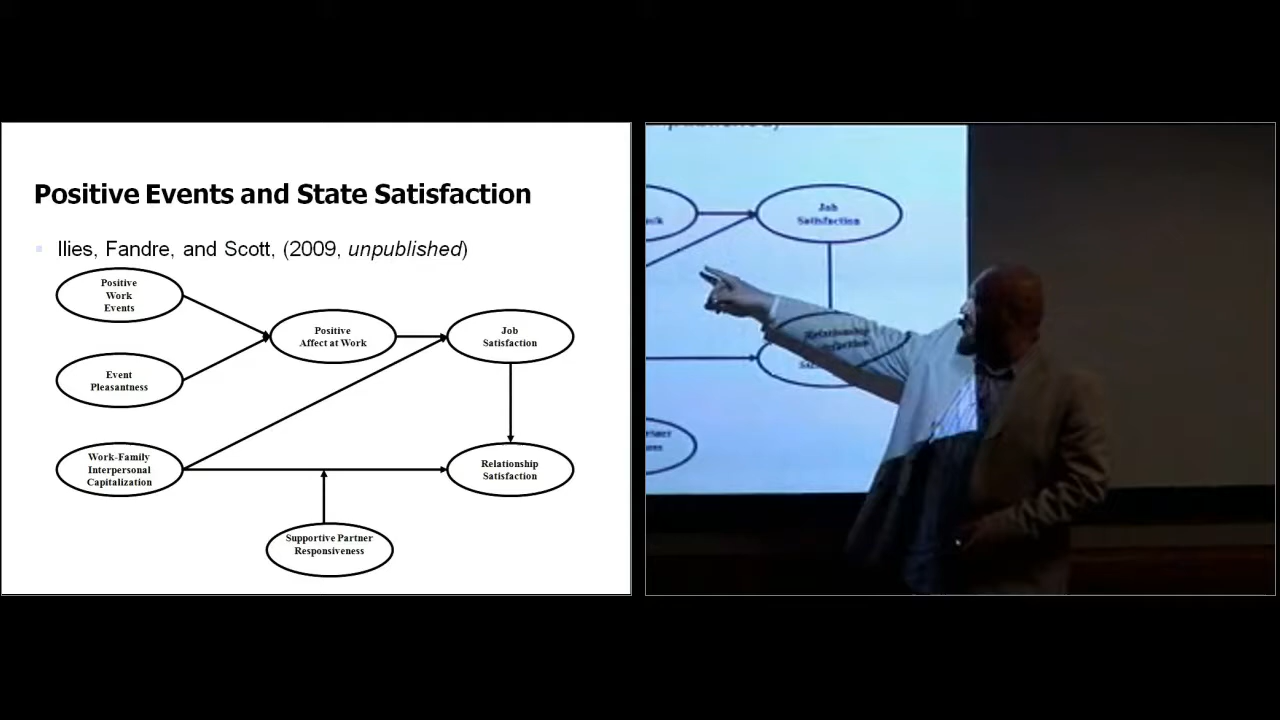 Positive Events and State Satisfaction
Ilies, Fandre, and Scott, (2009, unpublished)
Positive
Work
Events
Event
Pleasantness
Work-Family
Interpersonal
Capitalization
Positive
Affect at Work
Job
Satisfaction
Relationship
Satisfaction
Supportive Partner
Responsiveness
Job
Satisfaction
Relationship